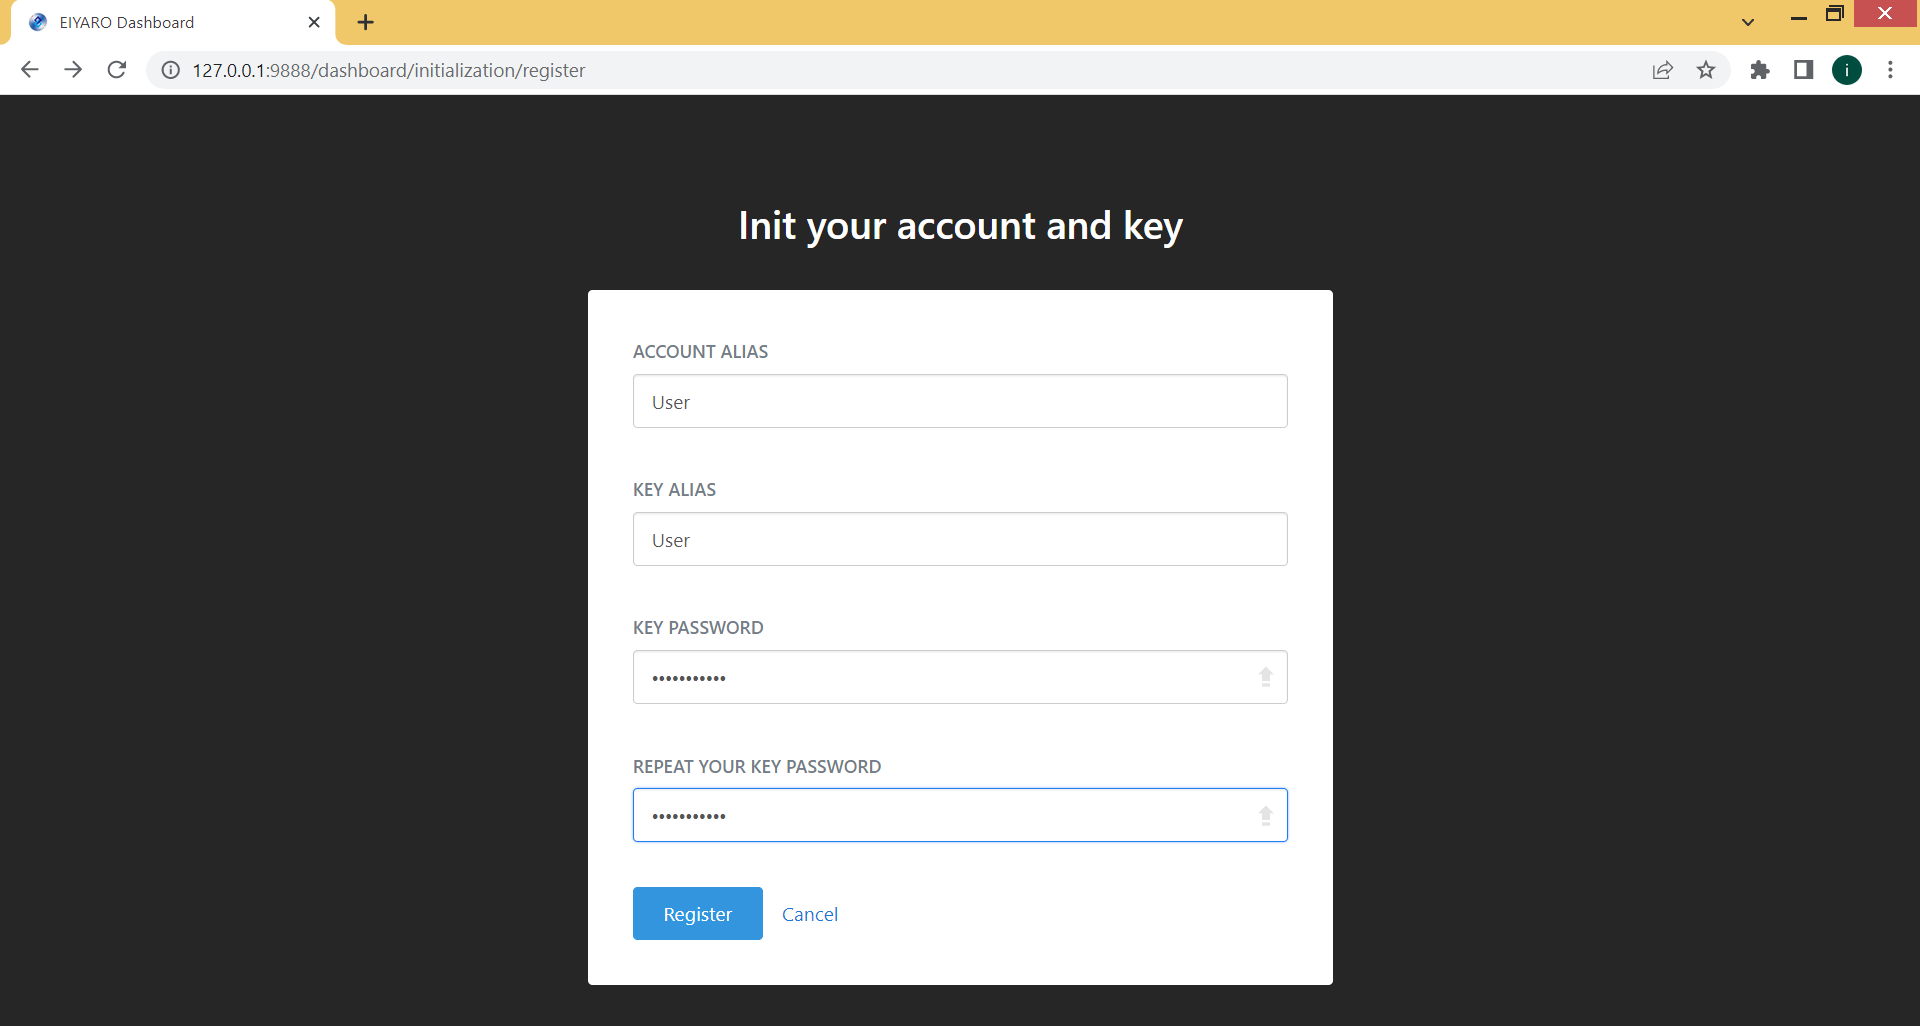 EIYARO Dashboard
127.0.0.1:9888/dashboard/initialization/register
i
Init your account and key
ACCOUNT ALIAS
User
KEY ALIAS
User
KEY PASSWORD
•••••••••••
REPEAT YOUR KEY PASSWORD
•••••••••••
Register Cancel